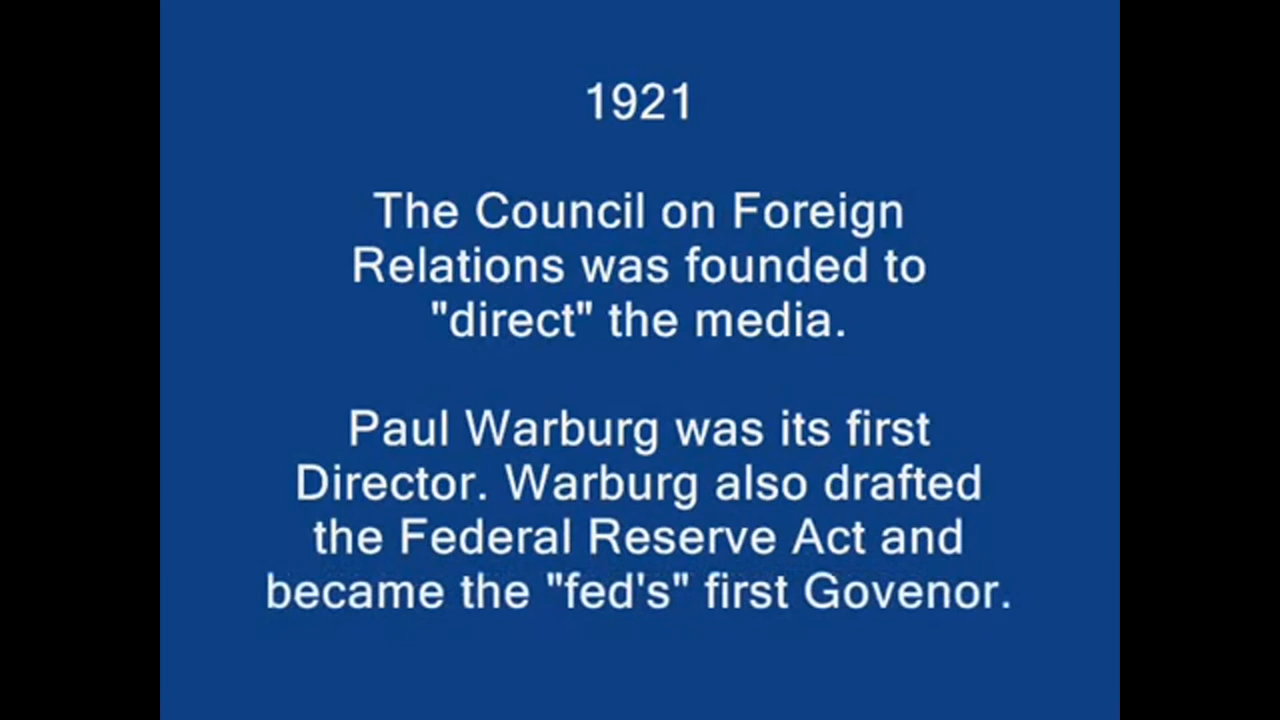 1921
The Council on Foreign
Relations was founded to
"direct" the media.
Paul Warburg was its first
Director. Warburg also drafted
the Federal Reserve Act and
became the "fed's" first Govenor.